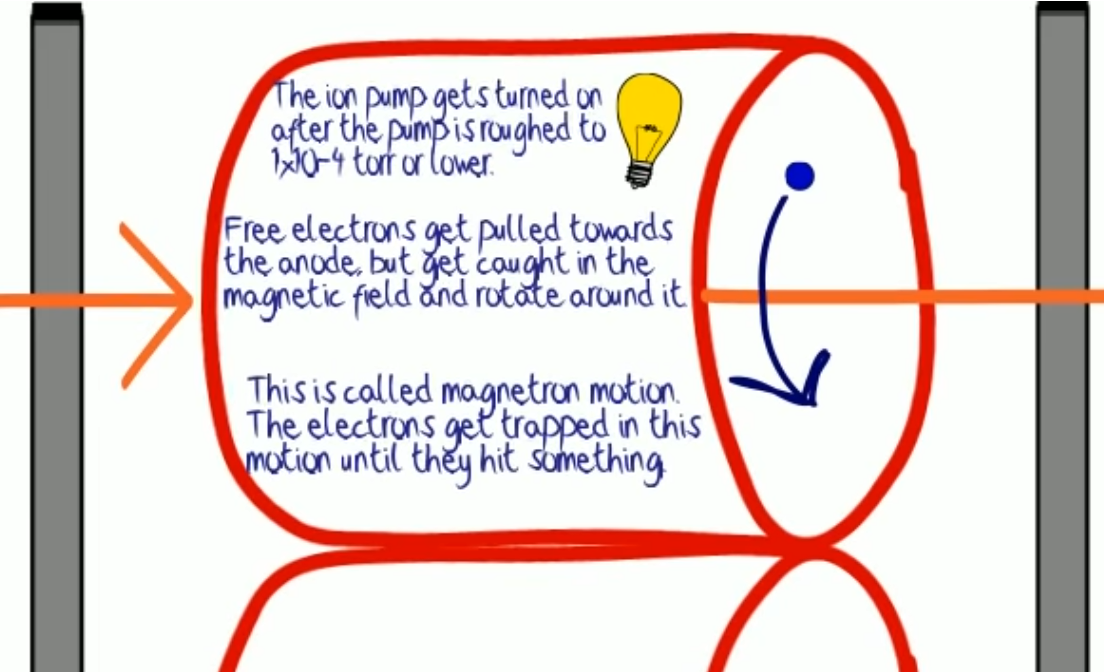 The ion pump gets turned on
after the pump is roughed to
1x10-4 torr or lower.
Free electrons get pulled towards
the anode, but get caught in the
magnetic field and rotate around it.
This is called magnetron motion.
The electrons get trapped in this
motion until they hit something.